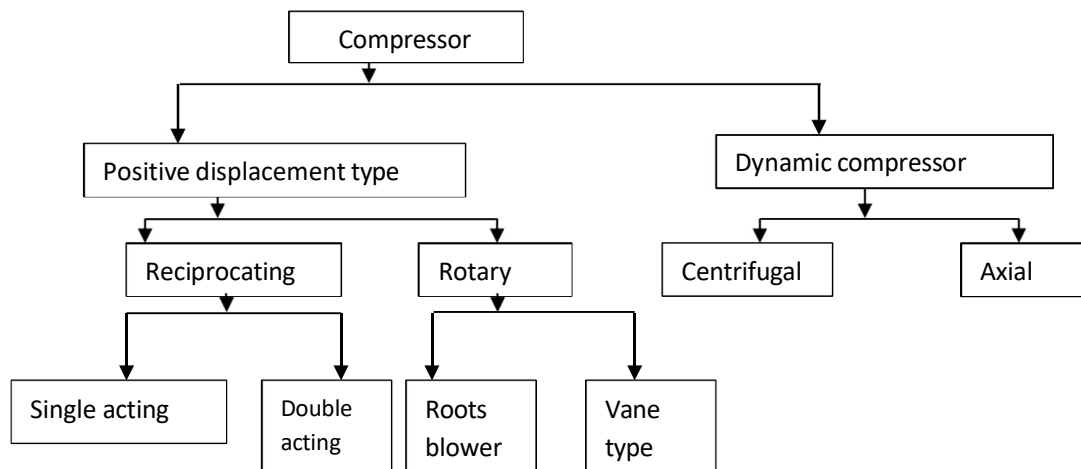 Compressor
Positive displacement type
Dynamic compressor
Reciprocating
Rotary
Centrifugal
Axial
Single acting
Double
acting
Roots
blower
Vane
type